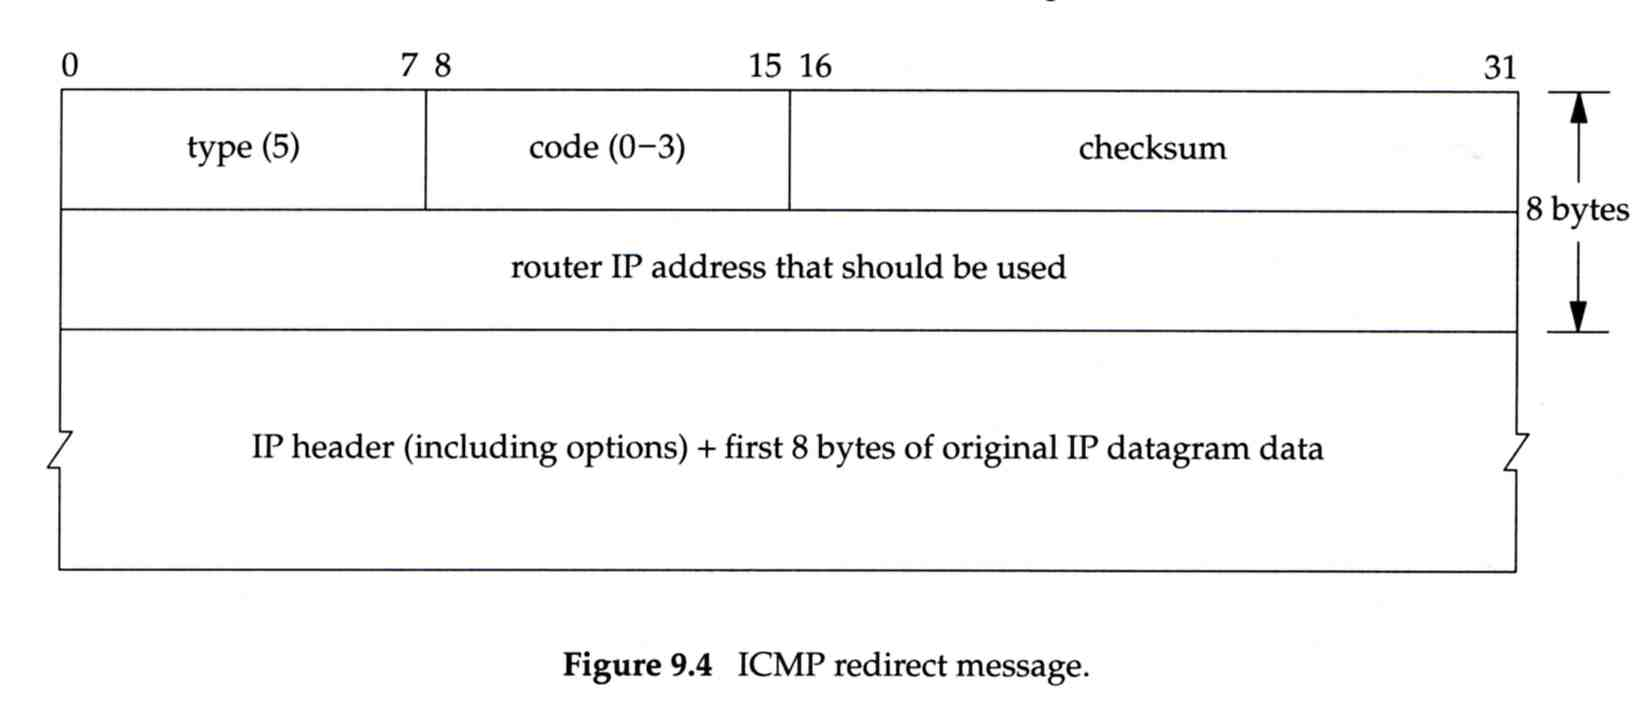 0 7 8 15 16 31
type (5) code (0–3) checksum
8 bytes
router IP address that should be used
IP header (including options) + first 8 bytes of original IP datagram data
Figure 9.4 ICMP redirect message.